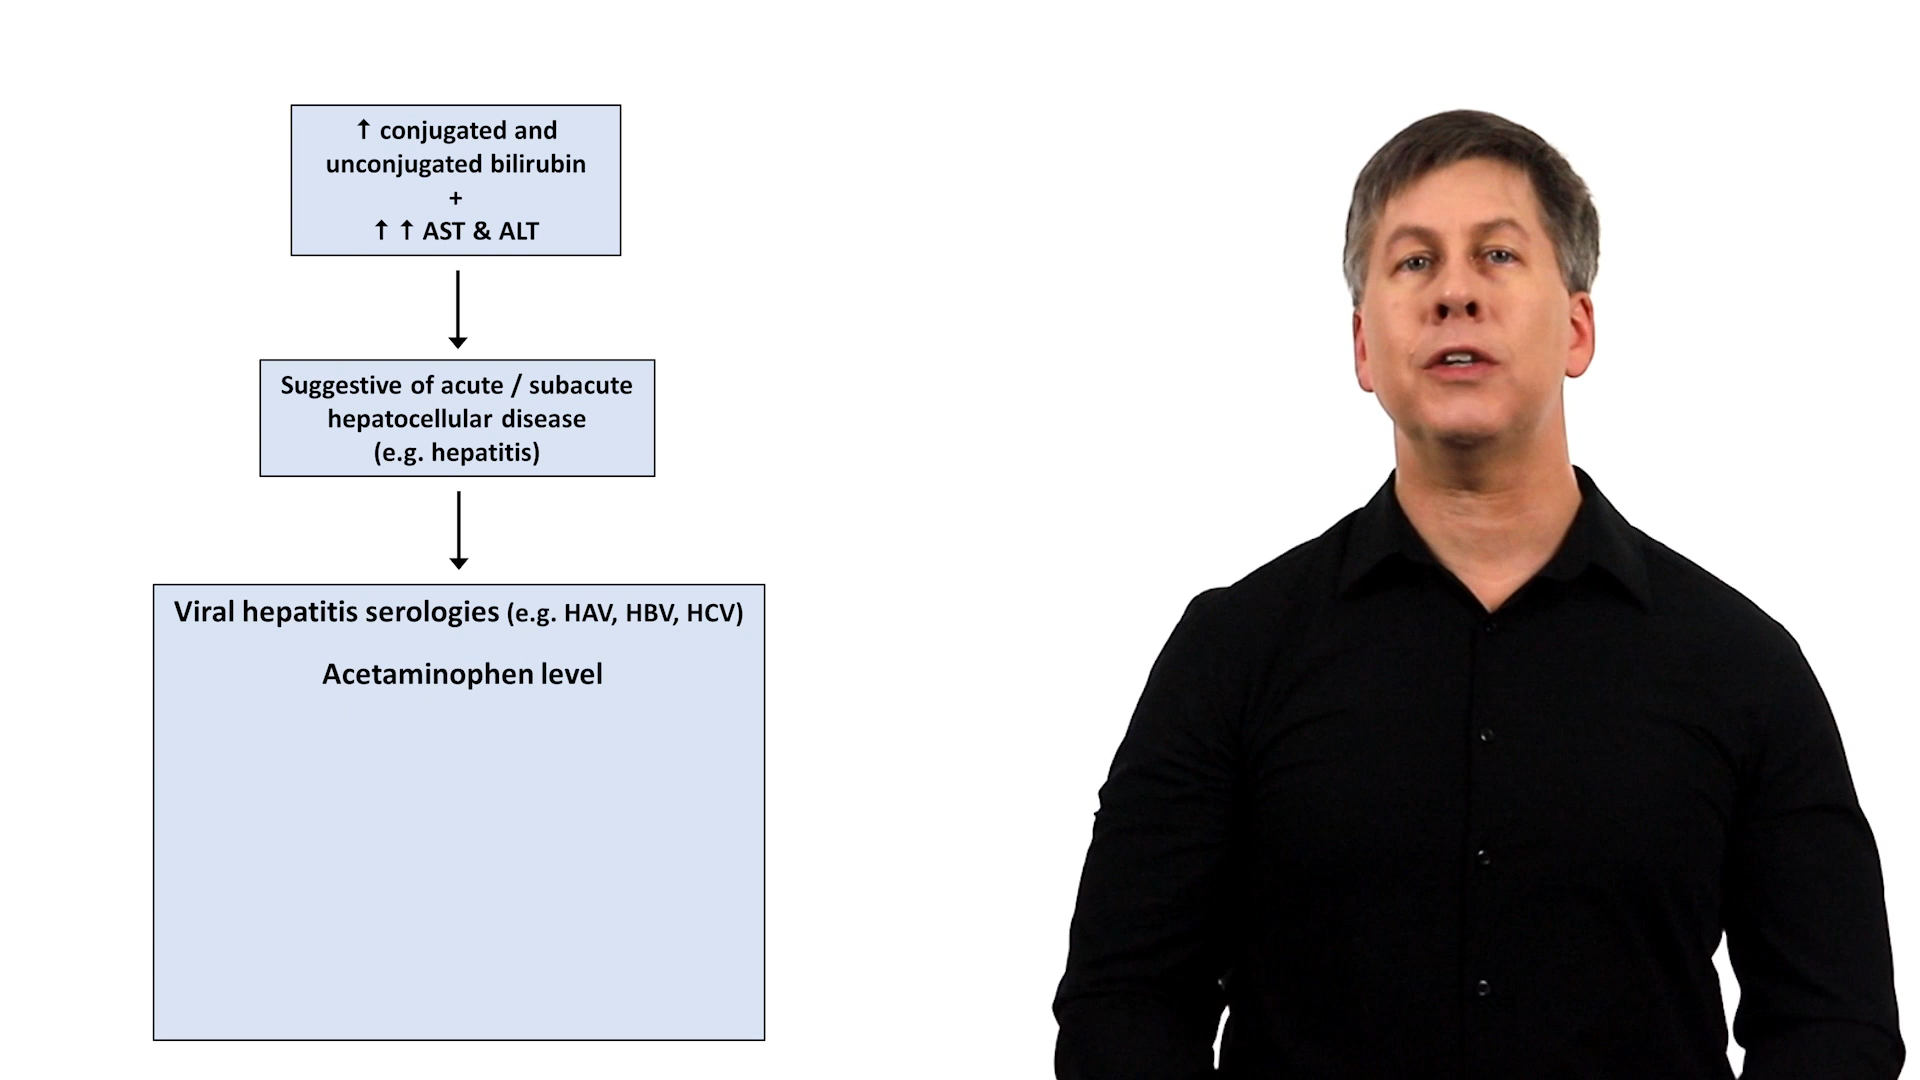 ↑ conjugated and
unconjugated bilirubin
+
↑ ↑ AST & ALT
Suggestive of acute / subacute
hepatocellular disease
(e.g. hepatitis)
Viral hepatitis serologies (e.g. HAV, HBV, HCV)
Acetaminophen level